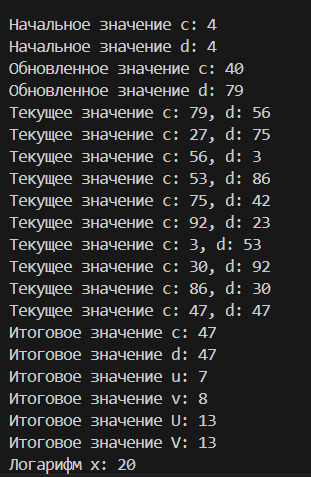 Начальное значение c: 4
Начальное значение d: 4
Обновленное значение c: 40
Обновленное значение d: 79
Текущее значение c: 79, d: 56
Текущее значение c: 27, d: 75
Текущее значение c: 56, d: 3
Текущее значение c: 53, d: 86
Текущее значение c: 75, d: 42
Текущее значение c: 92, d: 23
Текущее значение c: 3, d: 53
Текущее значение c: 30, d: 92
Текущее значение c: 86, d: 30
Текущее значение c: 47, d: 47
Итоговое значение c: 47
Итоговое значение d: 47
Итоговое значение u: 7
Итоговое значение v: 8
Итоговое значение U: 13
Итоговое значение V: 13
Логарифм x: 20